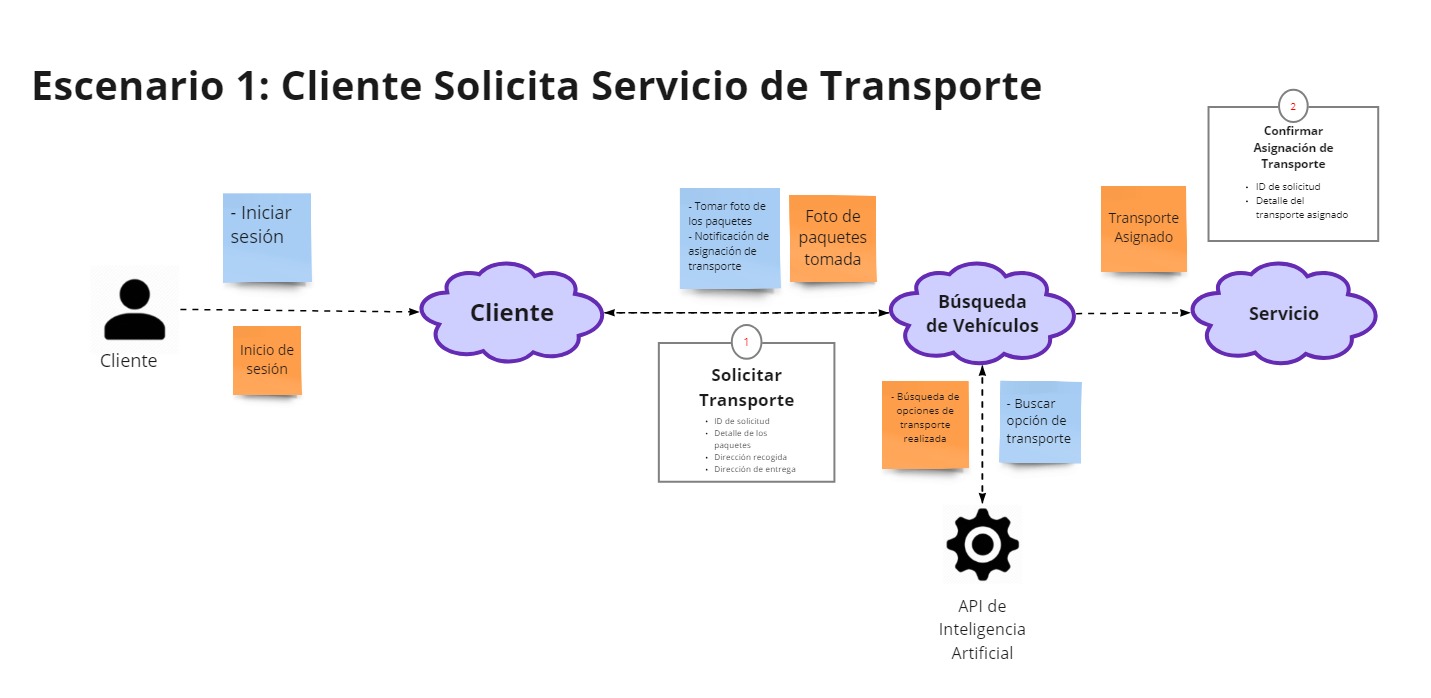 Escenario 1: Cliente Solicita Servicio de Transporte
- Iniciar
sesión
Cliente
Inicio de
sesión
Cliente
- Tomar foto de
los paquetes
- Notificación de
asignación de
transporte
Foto de
paquetes
tomada
1
Solicitar
Transporte
• ID de solicitud
• Detalle de los
paquetes
• Dirección recogida
• Dirección de entrega
Búsqueda
de Vehículos
- Búsqueda de
opciones de
transporte
realizada
- Buscar
opción de
transporte
API de
Inteligencia
Artificial
Transporte
Asignado
2
Confirmar
Asignación de
Transporte
• ID de solicitud
• Detalle del
transporte asignado
Servicio